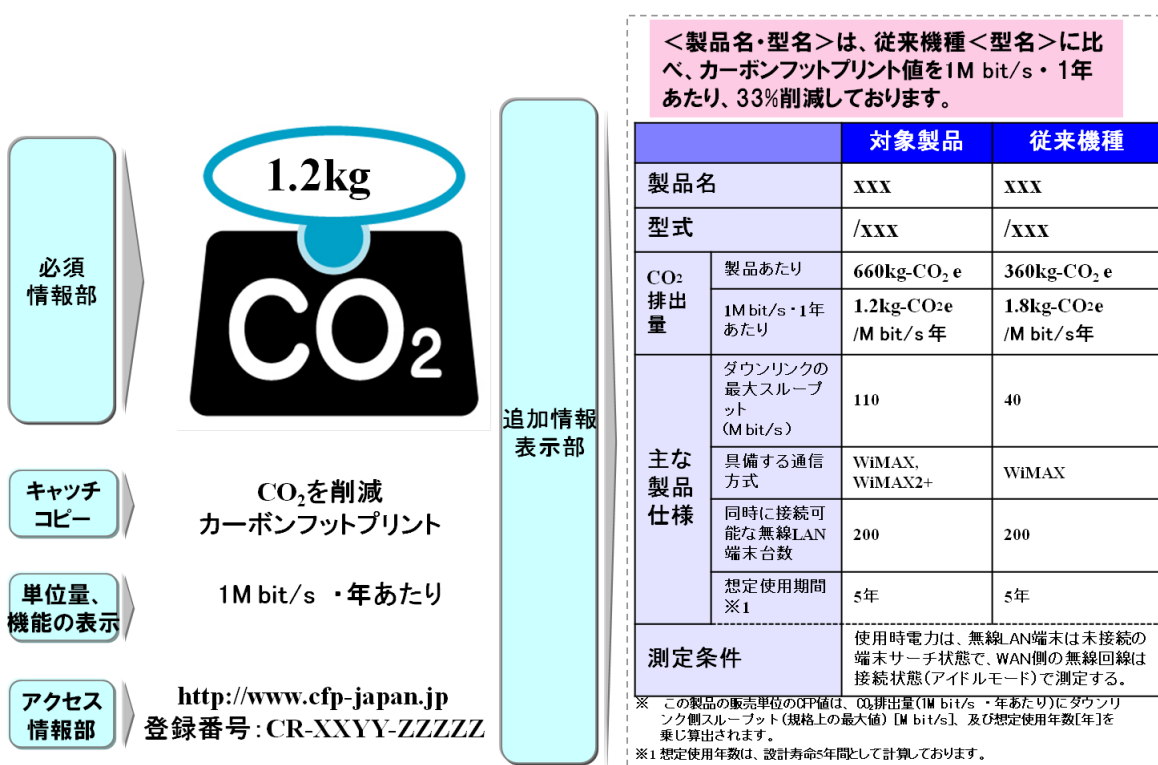 必須
情報部
1.2kg
CO2
キャッチ
コピー
CO₂を削減
カーボンフットプリント
単位量、
機能の表示
1M bit/s ・年あたり
アクセス
情報部
http://www.cfp-japan.jp
登録番号:CR-XXYY-ZZZZZ
追加情報
表示部
<製品名・型名>は、従来機種<型名>に比
べ、カーボンフットプリント値を1M bit/s・1年
あたり、33%削減しております。
対象製品 従来機種
製品名 xxx xxx
型式 /xxx /xxx
CO2
排出
量
製品あたり 660kg-CO₂e 360kg-CO₂e
1M bit/s・1年
あたり
1.2kg-CO2e
/M bit/s 年
1.8kg-CO2e
/M bit/s年
主な
製品
仕様
ダウンリンクの
最大スループ
ット
(M bit/s)
110 40
具備する通信
方式
WiMAX,
WiMAX2+
WiMAX
同時に接続可
能な無線LAN
端末台数
200 200
想定使用期間
※1
5年 5年
測定条件
使用時電力は、無線LAN端末は未接続の
端末サーチ状態で、WAN側の無線回線は
接続状態(アイドルモード)で測定する。
※ この製品の販売単位のCFP値は、CO₂排出量(1M bit/s ・年あたり)にダウンリ
ンク側スループット(規格上の最大値) [M bit/s]、及び想定使用年数[年]を
乗じ算出されます。
※1 想定使用年数は、設計寿命5年間として計算しております。